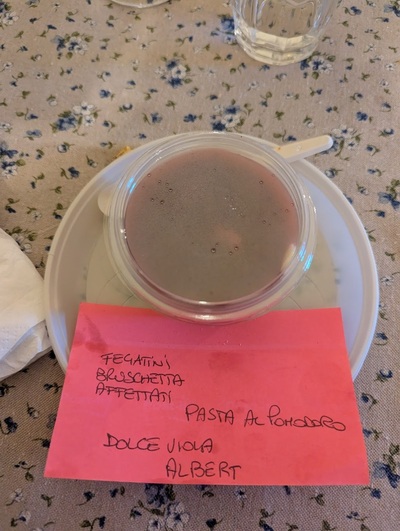 FEGATINI
BRUSCHETTA
AFFETTATI
PASTA AL POMODORO
DOLCE VIOLA
ALBERT